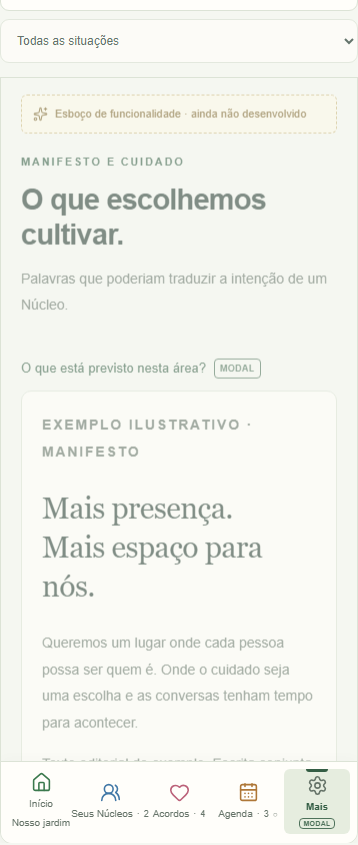 Todas as situações
Esboço de funcionalidade · ainda não desenvolvido
MANIFESTO E CUIDADO
O que escolhemos
cultivar.
Palavras que poderiam traduzir a intenção de um
Núcleo.
O que está previsto nesta área? MODAL
EXEMPLO ILUSTRATIVO ·
MANIFESTO
Mais presença.
Mais espaço para
nós.
Queremos um lugar onde cada pessoa
possa ser quem é. Onde o cuidado seja
uma escolha e as conversas tenham tempo
para acontecer.
Início
Nosso jardim
Seus Núcleos · 2
Acordos · 4
Agenda · 3
Mais
MODAL